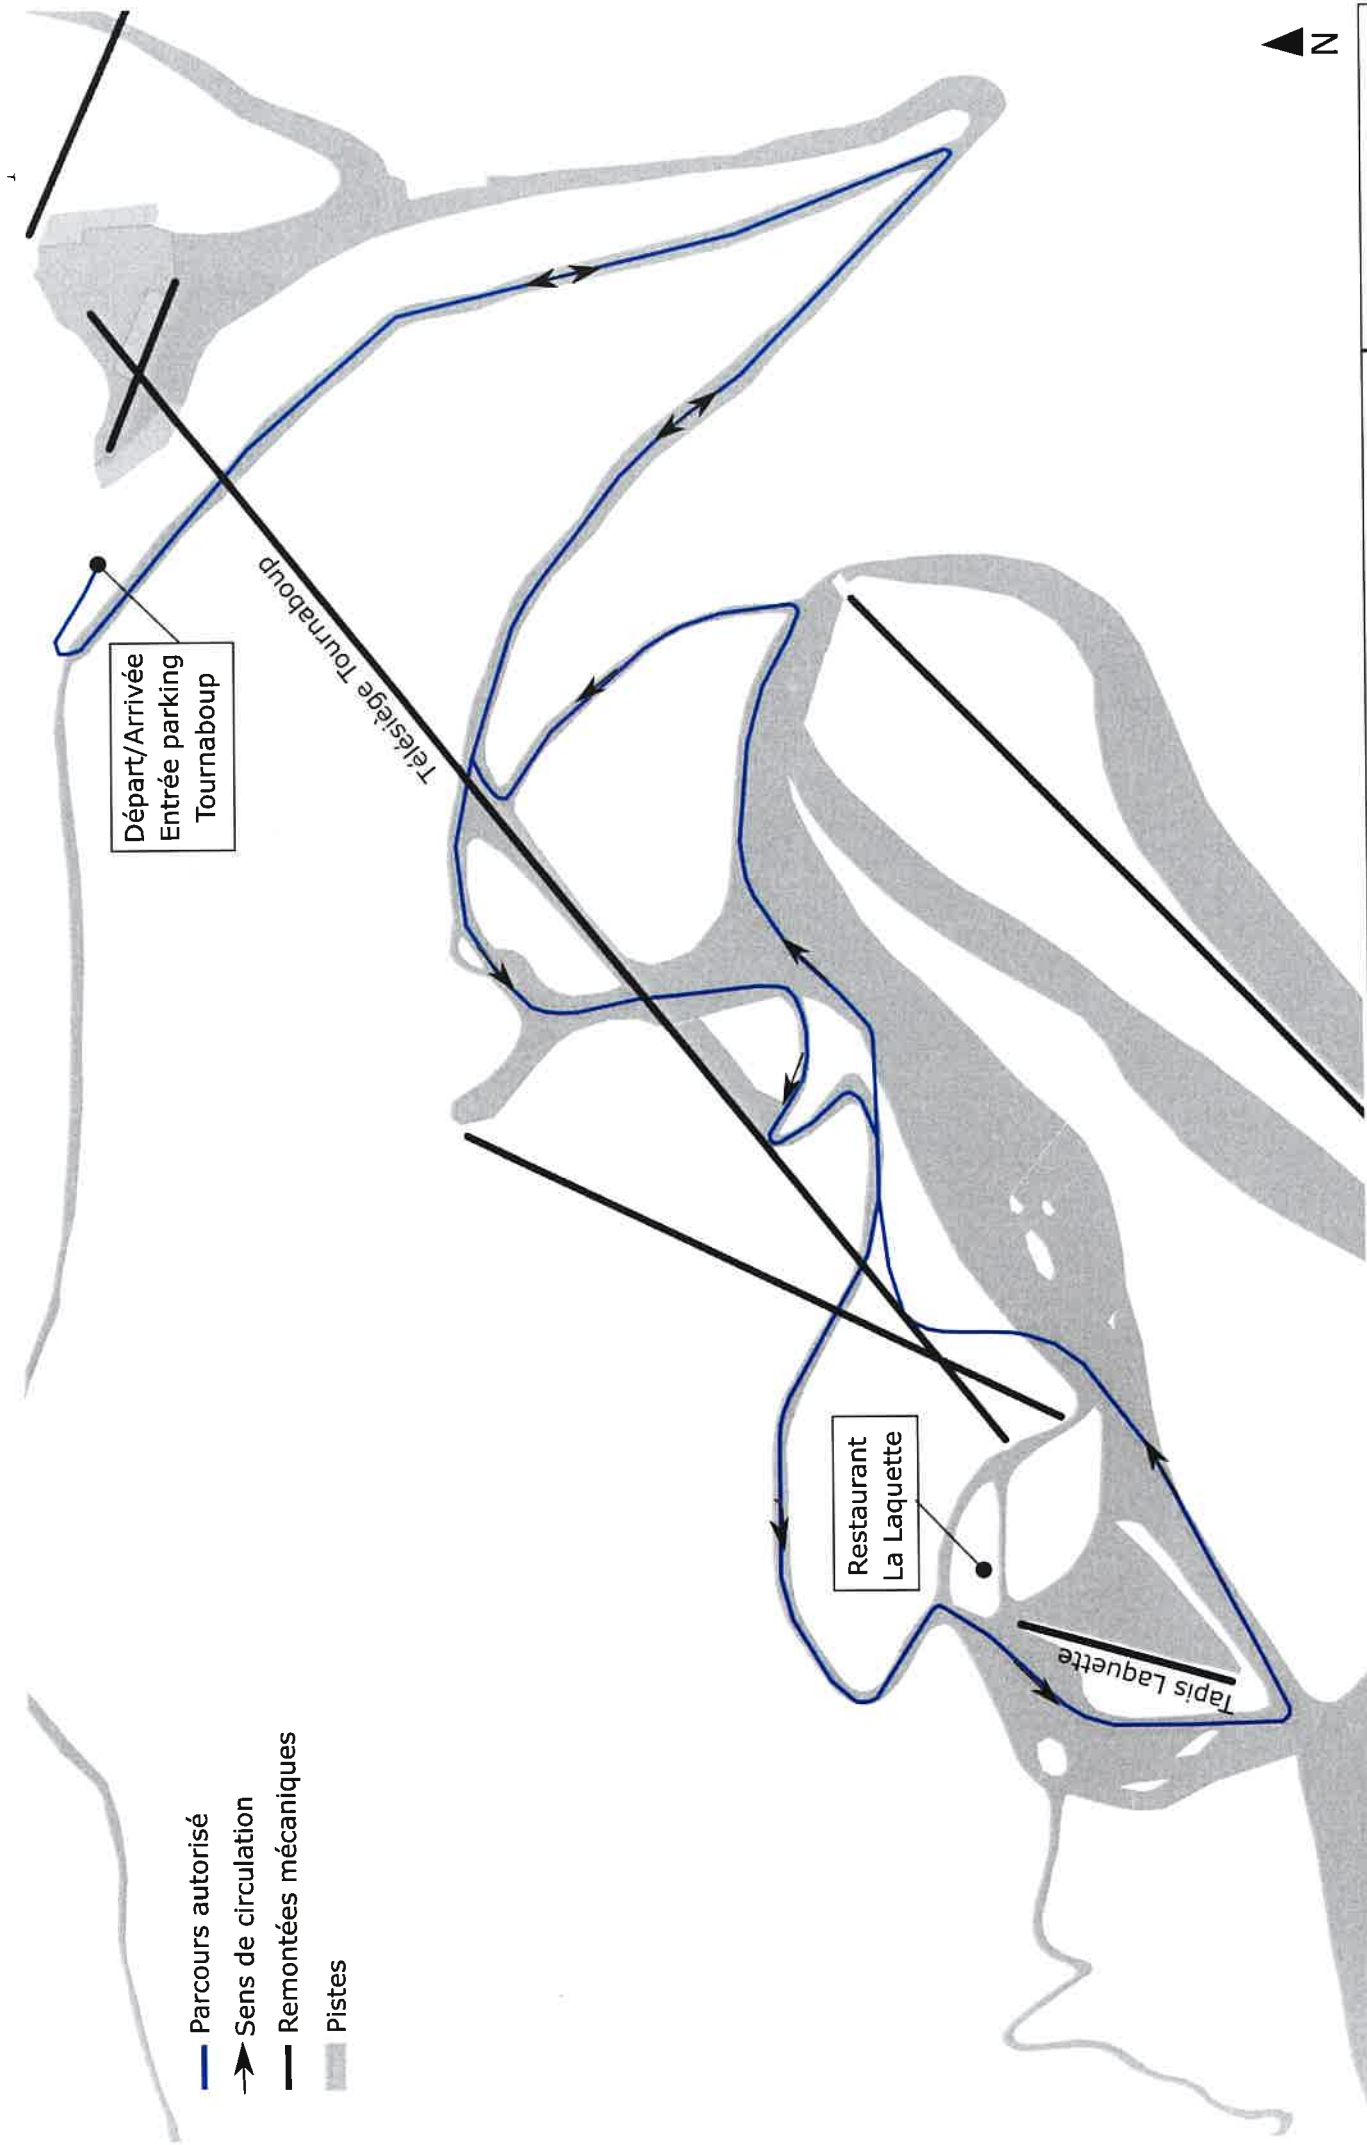 N
Départ/Arrivée
Entrée parking
Tournaboup
Télésiège Tournaboup
Restaurant
La Laquette
Tapis Laquette
Parcours autorisé
Sens de circulation
Remontées mécaniques
Pistes